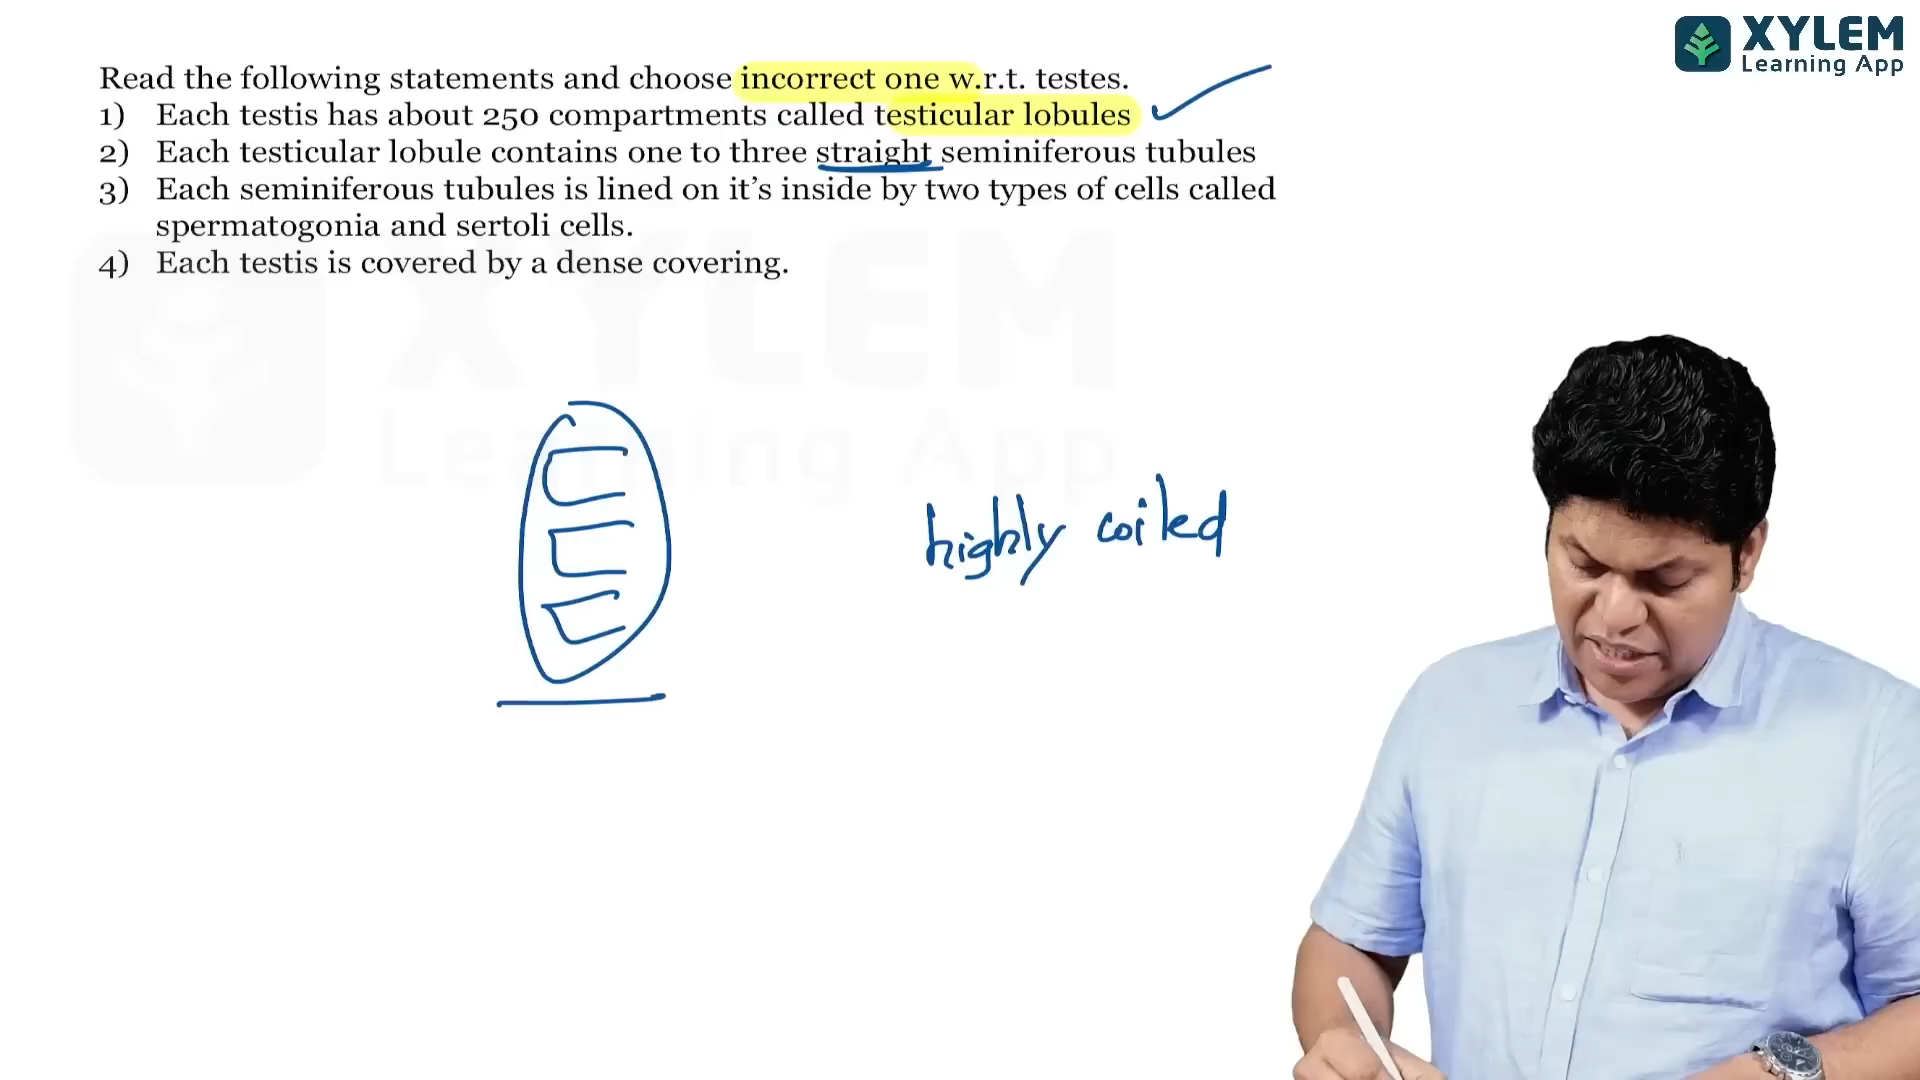 XYLEM
Learning App
Read the following statements and choose incorrect one w.r.t. testes.
1) Each testis has about 250 compartments called testicular lobules
2) Each testicular lobule contains one to three straight seminiferous tubules
3) Each seminiferous tubules is lined on it's inside by two types of cells called
spermatogonia and sertoli cells.
4) Each testis is covered by a dense covering.
XYLEM
Learning App
highly coiled